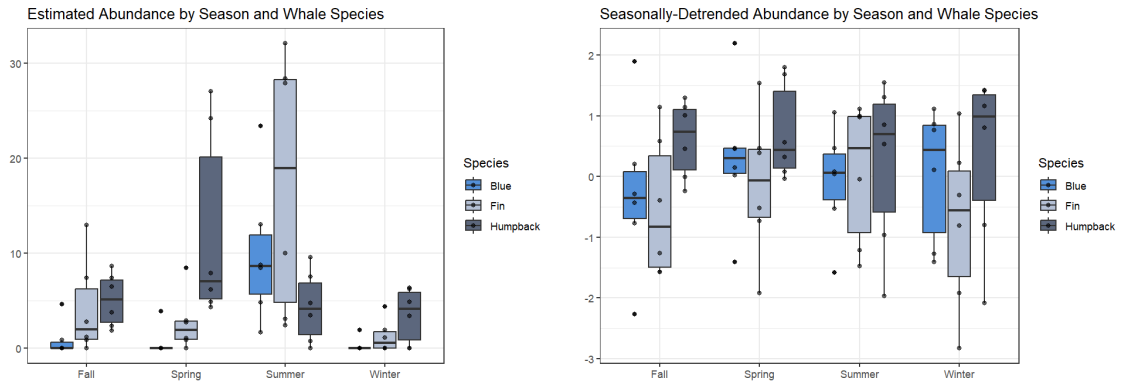 Estimated Abundance by Season and Whale Species
30
20
10
0
Fall Spring Summer Winter
Species
Blue
Fin
Humpback
Seasonally-Detrended Abundance by Season and Whale Species
2
1
0
-1
-2
-3
Fall Spring Summer Winter
Species
Blue
Fin
Humpback